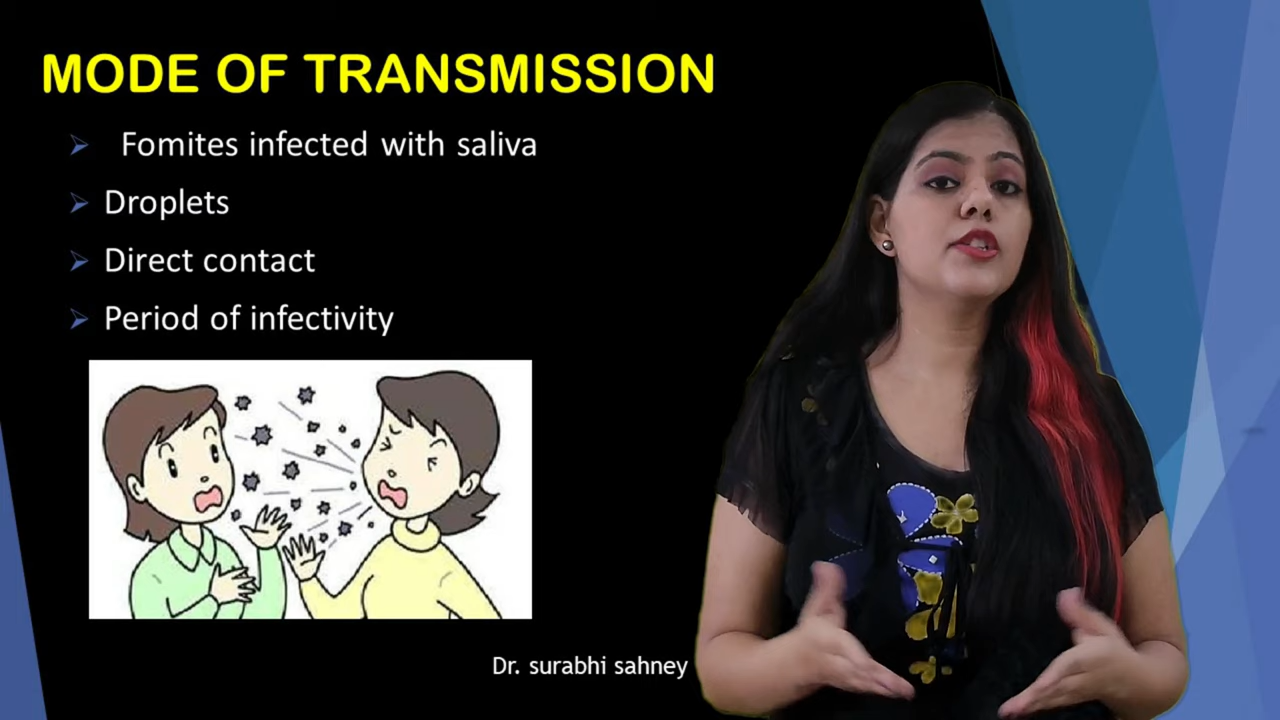 MODE OF TRANSMISSION
Fomites infected with saliva
Droplets
Direct contact
Period of infectivity
Dr. surabhi sahney